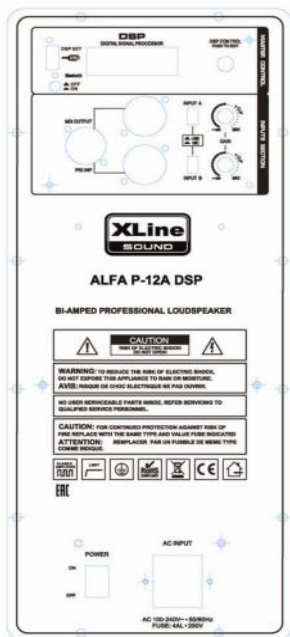 DSP
DIGITAL SIGNAL PROCESSOR
DSP SET
DSP CONTROL
PUSH TO EDIT
Bluetooth
OFF
ON
MASTER CONTROL
MIX OUTPUT
PRE AMP
INPUT A
INPUT B
GAIN
MIC
MIC
INPUTS SECTION
XLine
SOUND
ALFA P-12A DSP
BI-AMPED PROFESSIONAL LOUDSPEAKER
CAUTION
RISK OF ELECTRIC SHOCK
DO NOT OPEN
WARNING: TO REDUCE THE RISK OF ELECTRIC SHOCK,
DO NOT EXPOSE THIS APPLIANCE TO RAIN OR MOISTURE.
AVIS: RISQUE DE CHOC ELECTRIQUE NE PAS OUVRIR.
NO USER SERVICEABLE PARTS INSIDE. REFER SERVICING TO
QUALIFIED SERVICE PERSONNEL.
CAUTION: FOR CONTINUED PROTECTION AGAINST RISK OF
FIRE REPLACE WITH THE SAME TYPE AND VALUE FUSE INDICATED
ATTENTION: REMPLACER PAR UN FUSIBLE DE MEME TYPE
COMME INDIQUE.
LIMIT
RoHS
CE
EAC
POWER
ON
OFF
AC INPUT
AC 100-240V~ 50/60Hz
FUSE: 4AL 250V